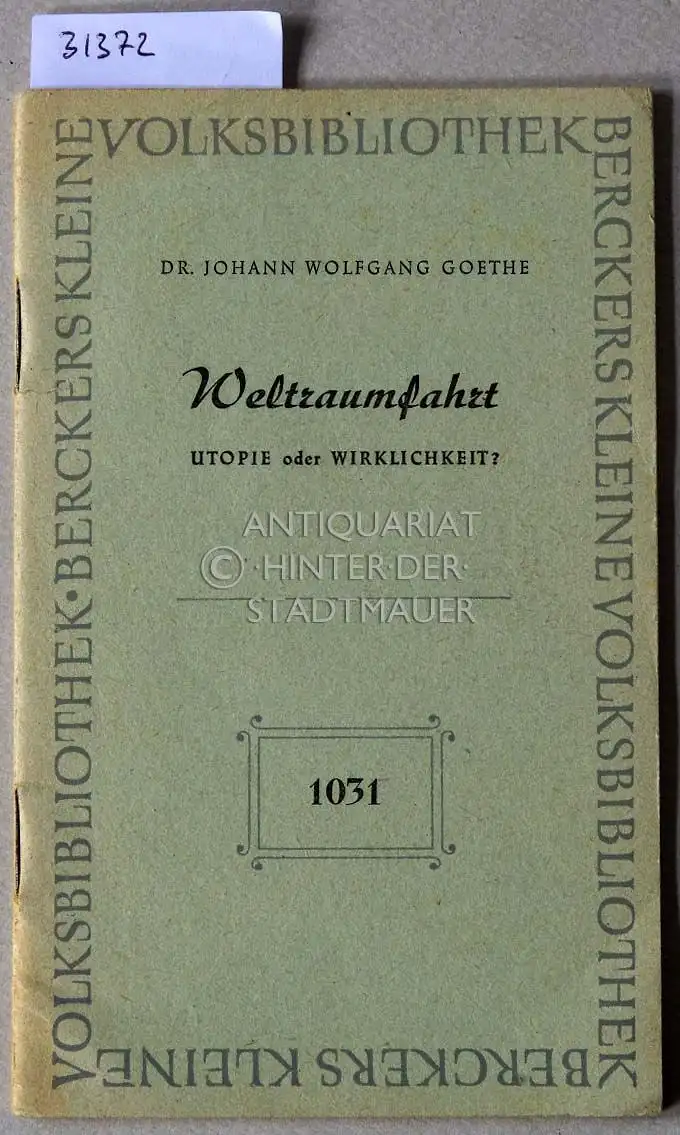 31372
VOLKSBIBLIOTHEK
BERCKERS KLEINE VOLKSBIBLIOTHEK
BERCKERS KLEINE
VOLKSBIBLIOTHEK • BERCKERS KLEINE
DR. JOHANN WOLFGANG GOETHE
Weltraumfahrt
UTOPIE oder WIRKLICHKEIT?
ANTIQUARIAT
© · HINTER · DER ·
STADTMAUER
1031